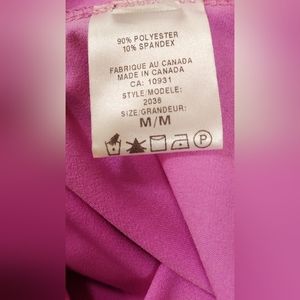 90% POLYESTER
10% SPANDEX
FABRIQUE AU CANADA
MADE IN CANADA
CA: 10931
STYLE/MODELE:
2038
SIZE/GRANDEUR:
M/M
P